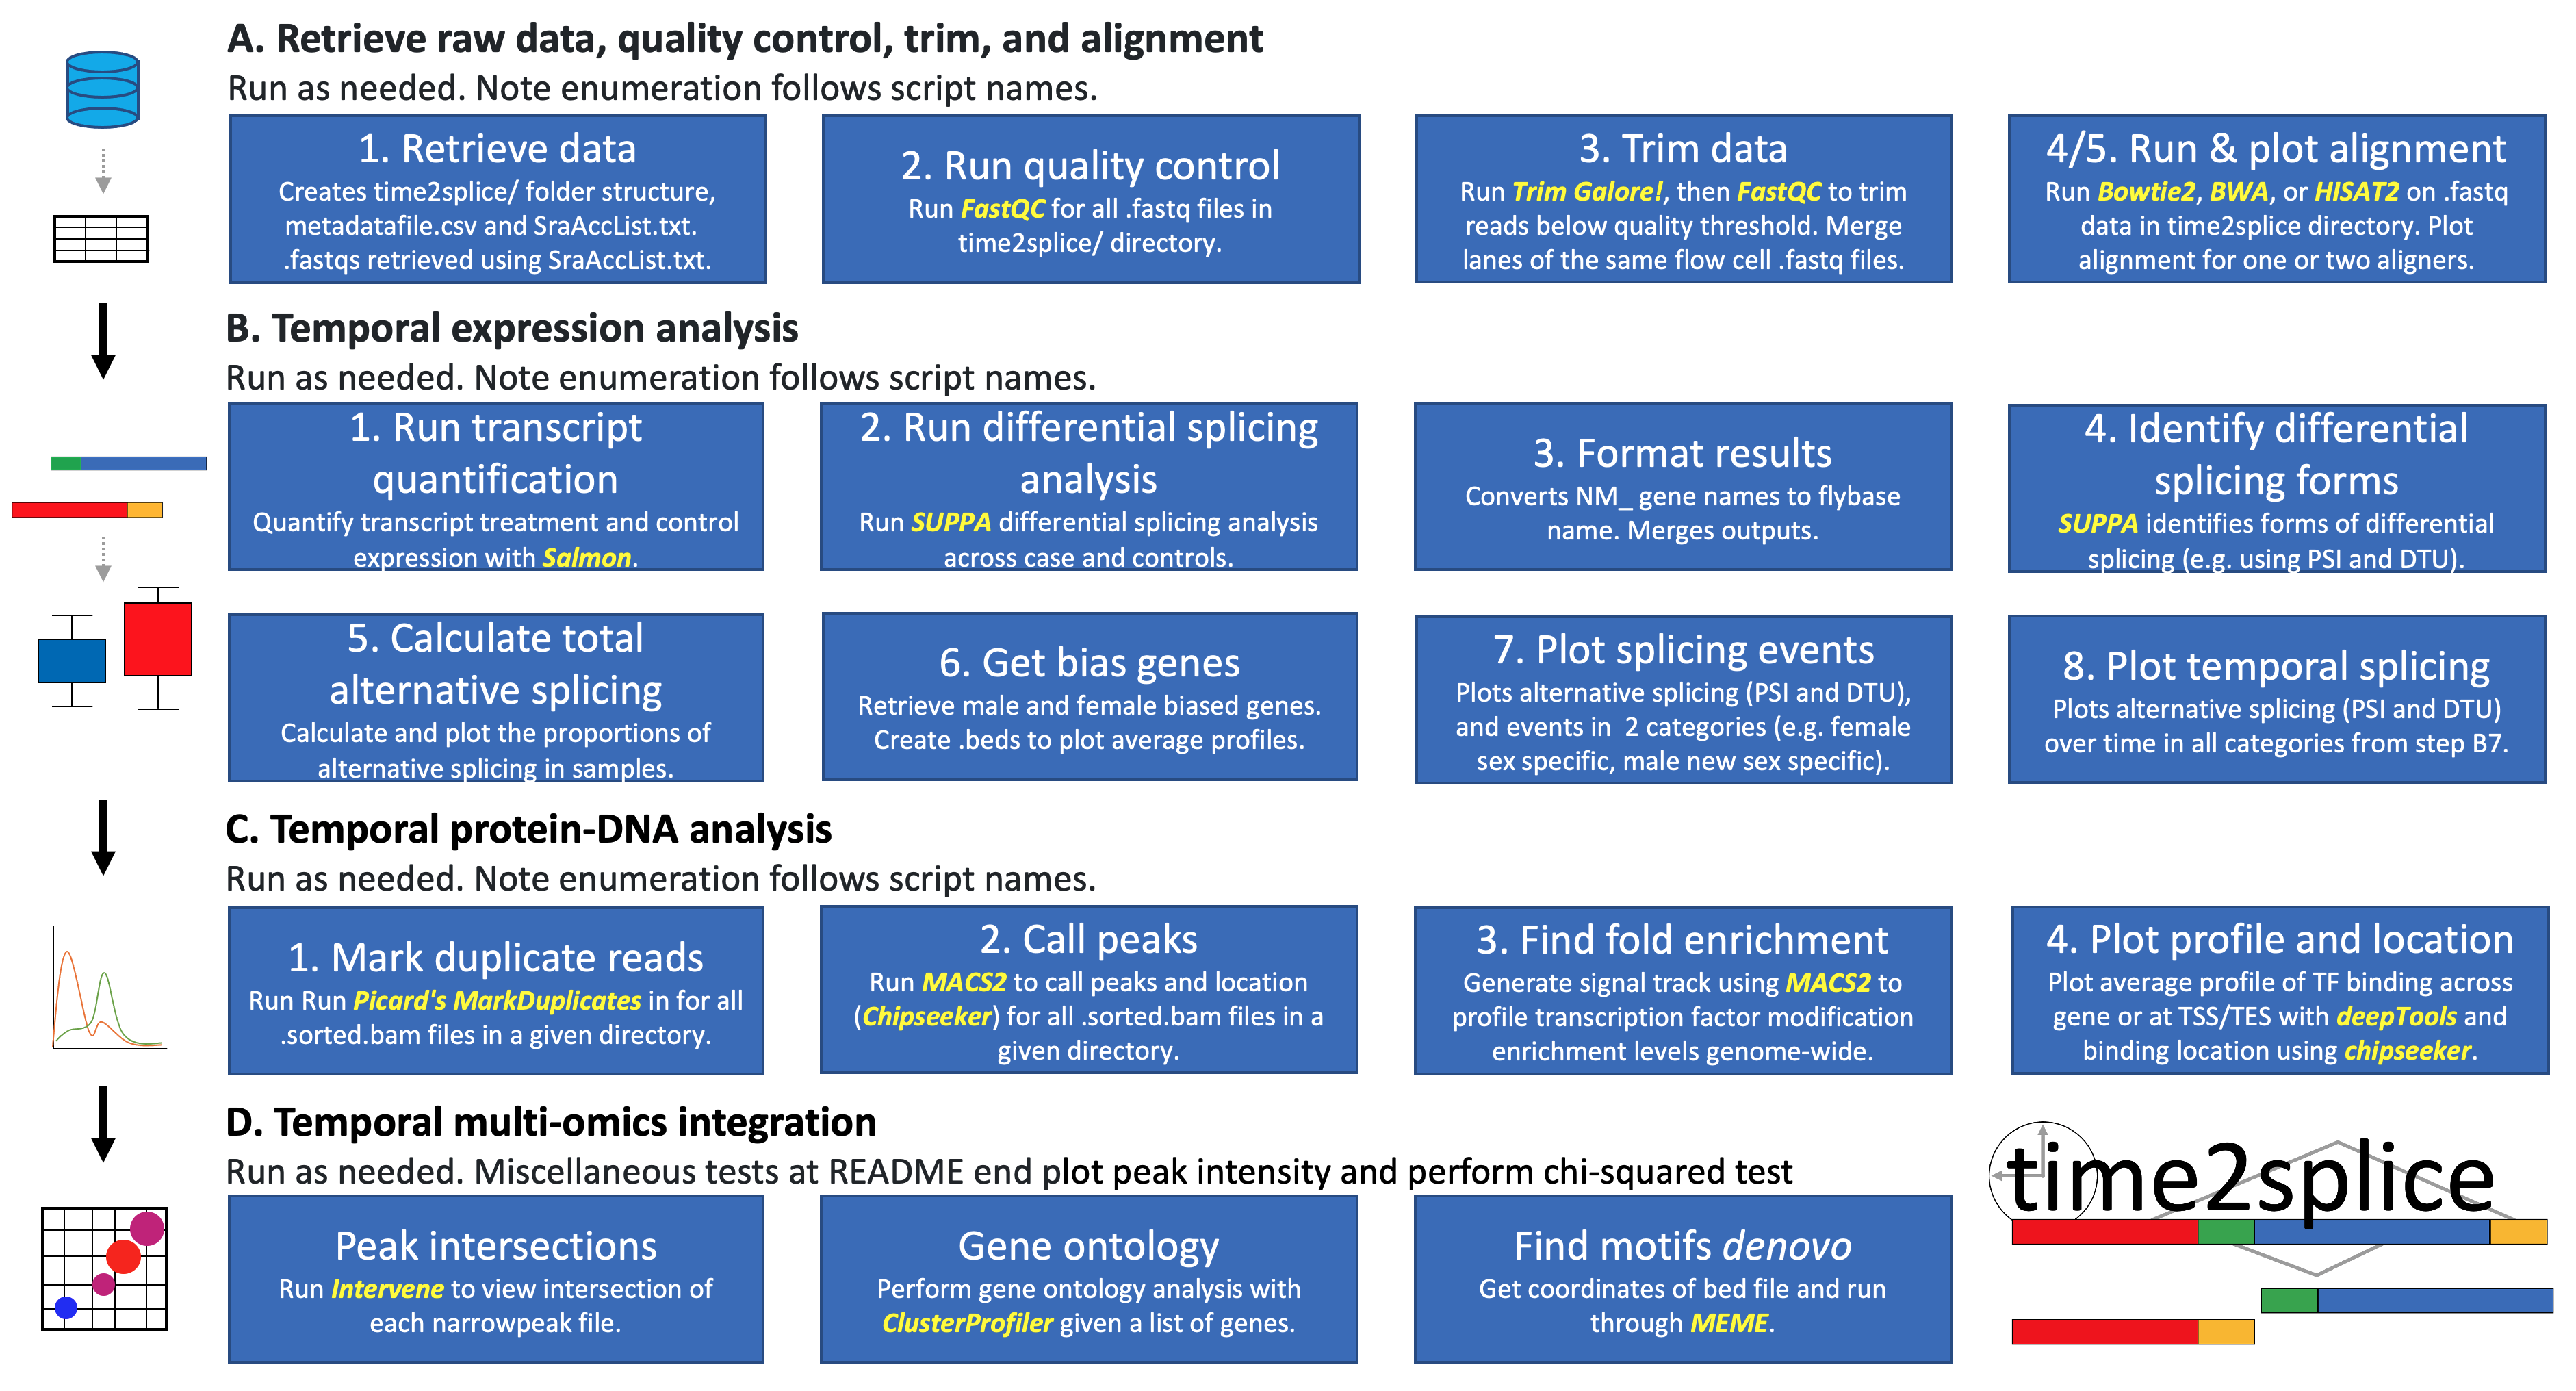 A. Retrieve raw data, quality control, trim, and alignment
Run as needed. Note enumeration follows script names.
1. Retrieve data
Creates time2splice/ folder structure,
metadatafile.csv and SraAccList.txt.
.fastqs retrieved using SraAccList.txt.
2. Run quality control
Run FastQC for all .fastq files in
time2splice/ directory.
3. Trim data
Run Trim Galore!, then FastQC to trim
reads below quality threshold. Merge
lanes of the same flow cell .fastq files.
4/5. Run & plot alignment
Run Bowtie2, BWA, or HISAT2 on .fastq
data in time2splice directory. Plot
alignment for one or two aligners.
B. Temporal expression analysis
Run as needed. Note enumeration follows script names.
1. Run transcript
quantification
Quantify transcript treatment and control
expression with Salmon.
2. Run differential splicing
analysis
Run SUPPA differential splicing analysis
across case and controls.
3. Format results
Converts NM_ gene names to flybase
name. Merges outputs.
4. Identify differential
splicing forms
SUPPA identifies forms of differential
splicing (e.g. using PSI and DTU).
5. Calculate total
alternative splicing
Calculate and plot the proportions of
alternative splicing in samples.
6. Get bias genes
Retrieve male and female biased genes.
Create .beds to plot average profiles.
7. Plot splicing events
Plots alternative splicing (PSI and DTU),
and events in  2 categories (e.g. female
sex specific, male new sex specific).
8. Plot temporal splicing
Plots alternative splicing (PSI and DTU)
over time in all categories from step B7.
C. Temporal protein-DNA analysis
Run as needed. Note enumeration follows script names.
1. Mark duplicate reads
Run Run Picard's MarkDuplicates in for all
.sorted.bam files in a given directory.
2. Call peaks
Run MACS2 to call peaks and location
(Chipseeker) for all .sorted.bam files in a
given directory.
3. Find fold enrichment
Generate signal track using MACS2 to
profile transcription factor modification
enrichment levels genome-wide.
4. Plot profile and location
Plot average profile of TF binding across
gene or at TSS/TES with deepTools and
binding location using chipseeker.
D. Temporal multi-omics integration
Run as needed. Miscellaneous tests at README end plot peak intensity and perform chi-squared test
Peak intersections
Run Intervene to view intersection of
each narrowpeak file.
Gene ontology
Perform gene ontology analysis with
ClusterProfiler given a list of genes.
Find motifs denovo
Get coordinates of bed file and run
through MEME.
time2splice